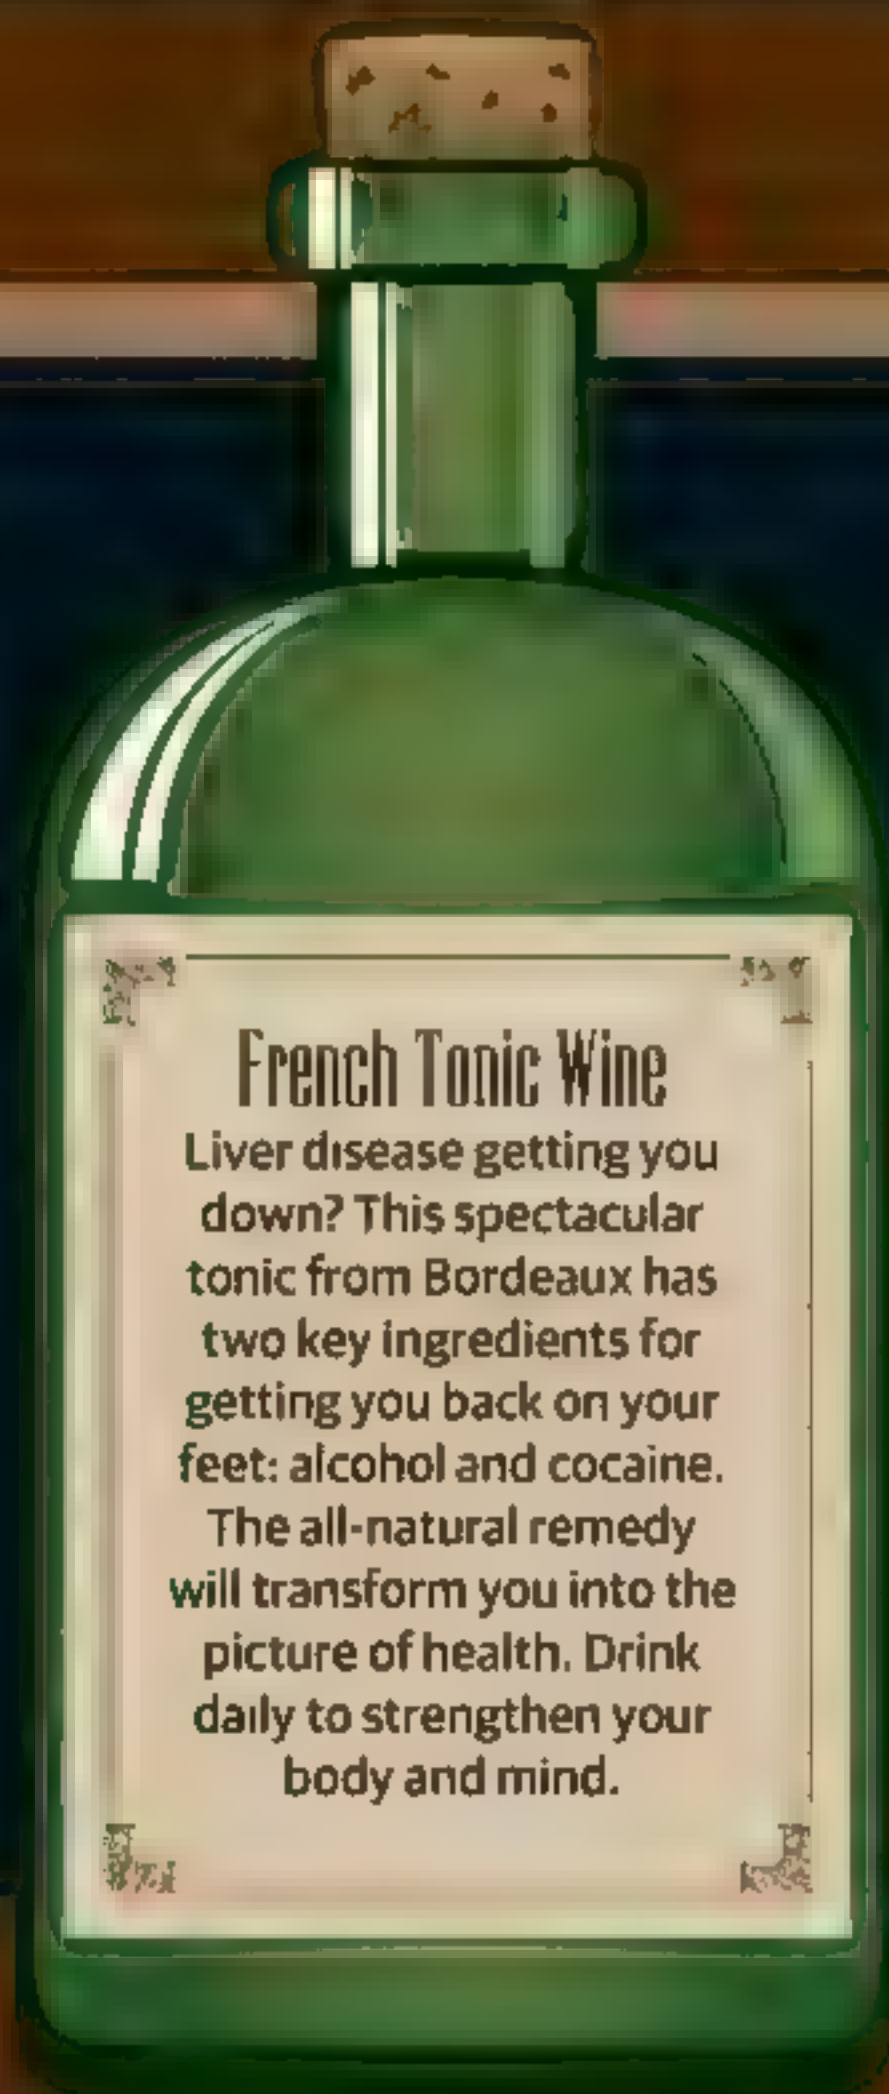 French Tonic Wine
Liver disease getting you
down? This spectacular
tonic from Bordeaux has
two key ingredients for
getting you back on your
feet: alcohol and cocaine.
The all-natural remedy
will transform you into the
picture of health. Drink
daily to strengthen your
body and mind.